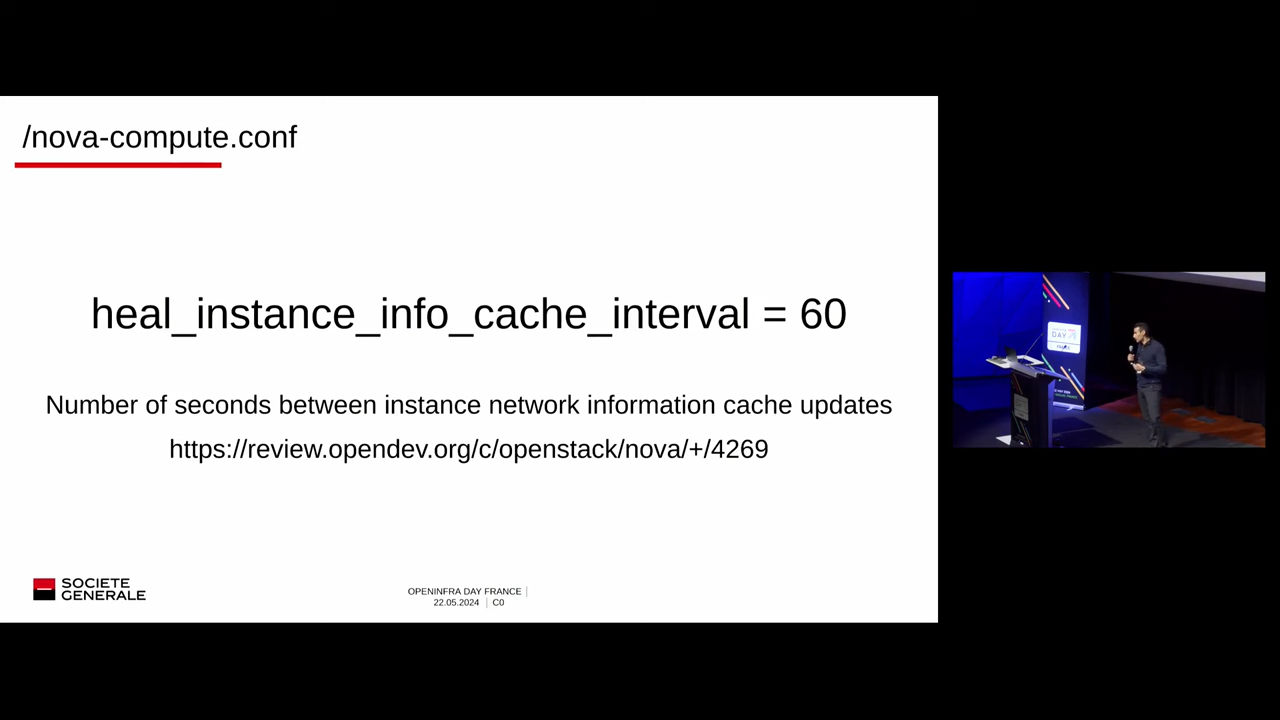 /nova-compute.conf
heal_instance_info_cache_interval = 60
Number of seconds between instance network information cache updates
https://review.opendev.org/c/openstack/nova/+/4269
SOCIETE
GENERALE
OPENINFRA DAY FRANCE
22.05.2024 C0
DAY